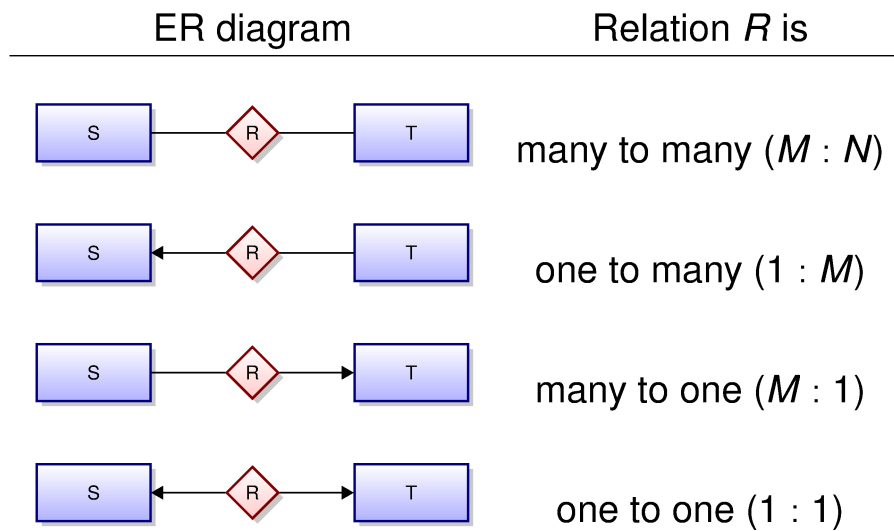 ER diagram Relation R is
S R T many to many (M : N)
S R T one to many (1 : M)
S R T many to one (M : 1)
S R T one to one (1 : 1)